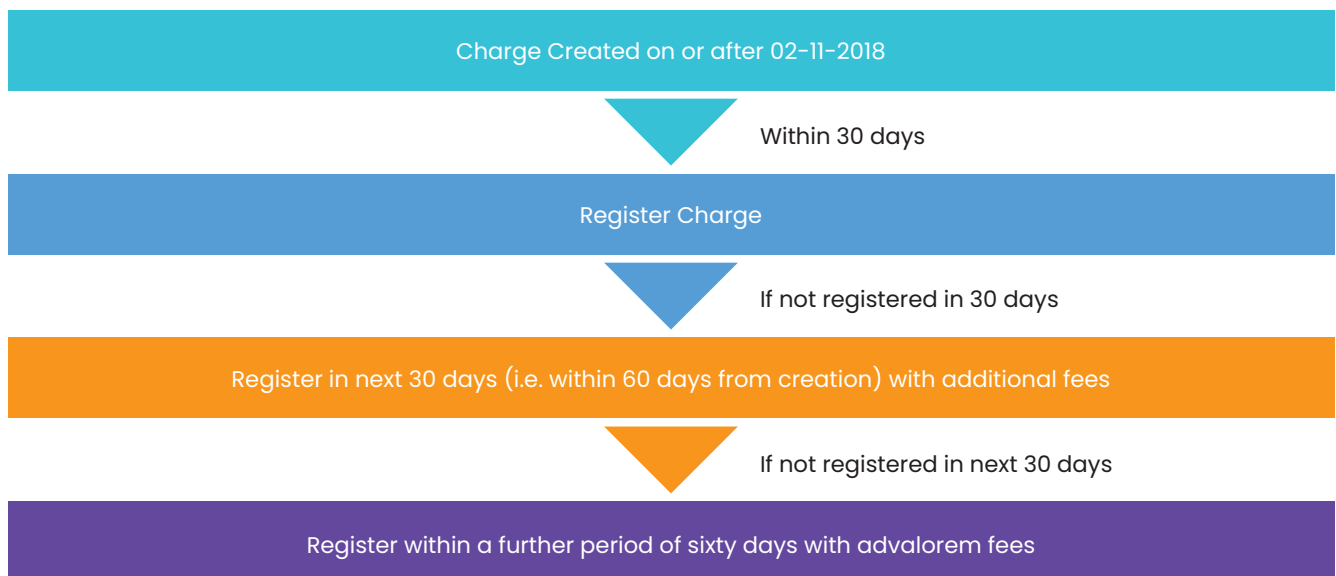 Charge Created on or after 02-11-2018
Within 30 days
Register Charge
If not registered in 30 days
Register in next 30 days (i.e. within 60 days from creation) with additional fees
If not registered in next 30 days
Register within a further period of sixty days with advalorem fees